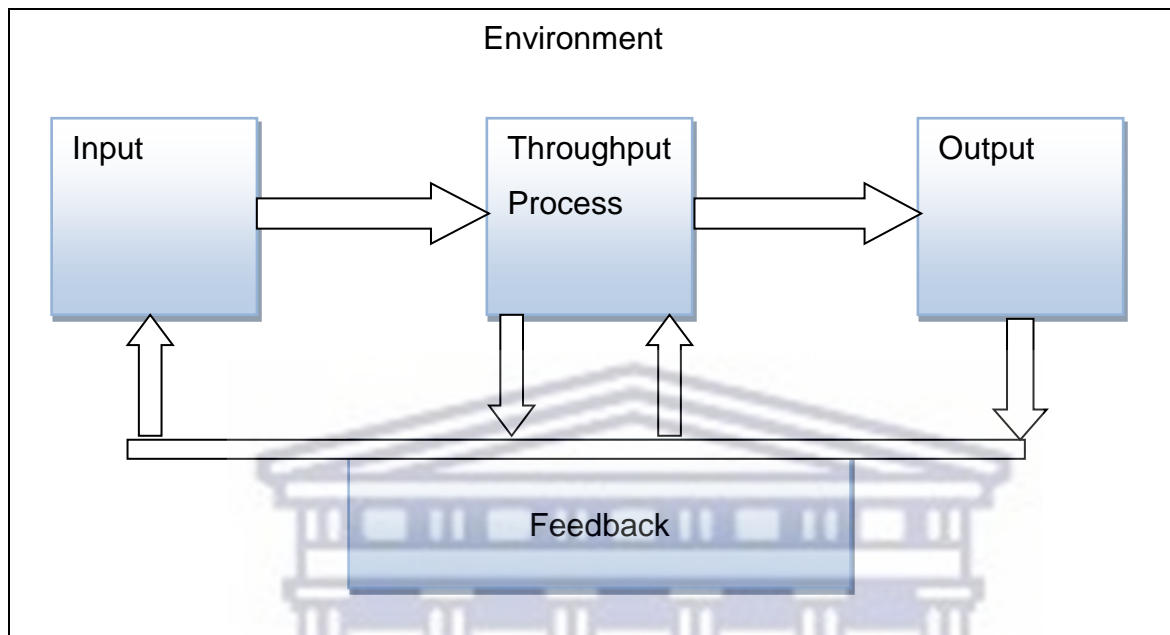 Environment
Input
Throughput
Process
Output
Feedback